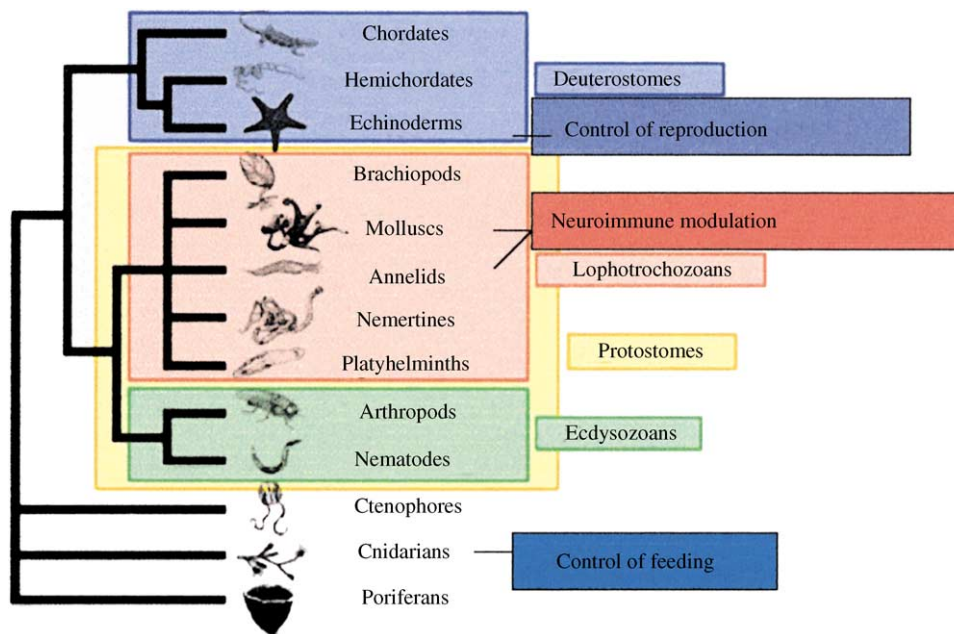 Chordates
Hemichordates
Deuterostomes
Echinoderms
Control of reproduction
Brachiopods
Molluscs
Neuroimmune modulation
Annelids
Lophotrochozoans
Nemertines
Protostomes
Platyhelminths
Arthropods
Ecdysozoans
Nematodes
Ctenophores
Cnidarians
Control of feeding
Poriferans